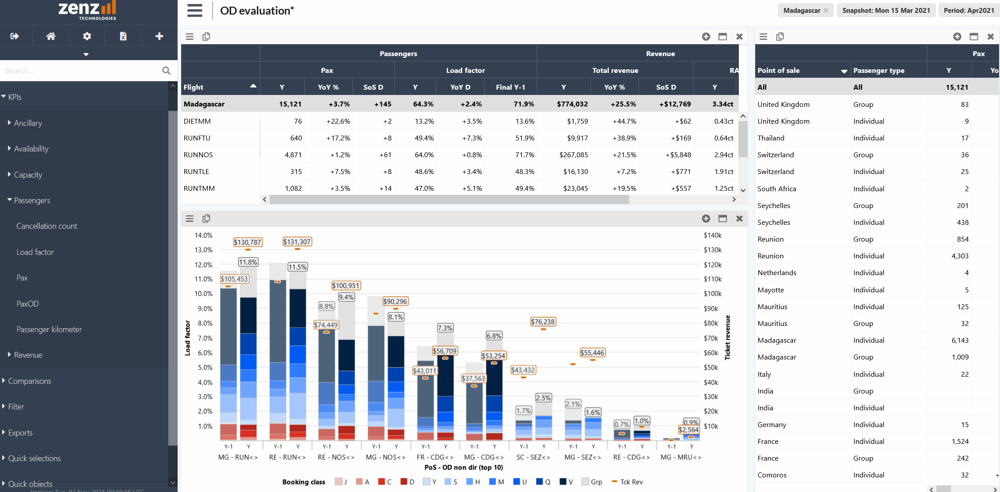 zenz
TECHNOLOGIES
OD evaluation*
Madagascar
Snapshot: Mon 15 Mar 2021
Period: Apr2021
Search...
KPIs
Ancillary
Availability
Capacity
Passengers
Cancellation count
Load factor
Pax
PaxOD
Passenger kilometer
Revenue
Comparisons
Filter
Exports
Quick selections
Quick objects
Version: Tue, 02 Nov 2021 08:48:18 UTC
Passengers Revenue
Pax Load factor Total revenue
Flight Y YoY % SoS D Y YoY D Final Y-1 Y YoY % SoS D Y
Madagascar 15,121 +3.7% +145 64.3% +2.4% 71.9% $774,032 +25.5% +$12,769 3.34ct
DIETMM 76 +22.6% +2 13.2% +3.5% 13.6% $1,759 +44.7% +$62 0.43ct
RUNFTU 640 +17.2% +8 49.4% +7.3% 51.9% $9,917 +38.9% +$169 0.64ct
RUNNOS 4,871 +1.2% +61 64.0% +0.8% 71.7% $267,085 +21.5% +$5,848 2.94ct
RUNTLE 315 +7.5% +8 48.6% +3.4% 48.3% $16,130 +7.2% +$771 1.91ct
RUNTMM 1,082 +3.5% +14 47.0% +5.1% 49.4% $23,045 +19.5% +$557 1.25ct
14.0%
13.0%
12.0%
11.0%
10.0%
9.0%
8.0%
7.0%
6.0%
5.0%
4.0%
3.0%
2.0%
1.0%
Load factor
$105,453
$130,787
11.8%
$131,307
11.5%
8.8%
$74,449
$100,951
9.4%
$90,296
8.1%
$43,011
7.3%
$56,709
$37,563
6.8%
$53,254
$43,432
1.7%
$76,238
2.5%
2.1%
$55,446
1.6%
0.7%
1.0%
0.9%
$2,564
$140k
$130k
$120k
$110k
$100k
$90k
$80k
$70k
$60k
$50k
$40k
$30k
$20k
$10k
Ticket revenue
Y-1 Y Y-1 Y Y-1 Y Y-1 Y Y-1 Y Y-1 Y Y-1 Y Y-1 Y Y-1 Y Y-1 Y
MG - RUN<> RE - RUN<> RE - NOS<> MG - NOS<> FR - CDG<> MG - CDG<> SC - SEZ<> MG - SEZ<> RE - CDG<> MG - MRU<>
PoS - OD non dir (top 10)
Booking class J A C D Y S H M U Q V Grp Tck Rev
Pax
Point of sale Passenger type Y
All All 15,121
United Kingdom Group 83
United Kingdom Individual 9
Thailand Individual 17
Switzerland Group 36
Switzerland Individual 25
South Africa Individual 2
Seychelles Group 201
Seychelles Individual 438
Reunion Group 854
Reunion Individual 4,303
Netherlands Individual 4
Mayotte Individual 5
Mauritius Individual 125
Mauritius Group 32
Madagascar Individual 6,143
Madagascar Group 1,009
Italy Individual 22
India Group
India Individual
Germany Individual 15
France Individual 1,524
France Group 242
Comoros Individual 32 +